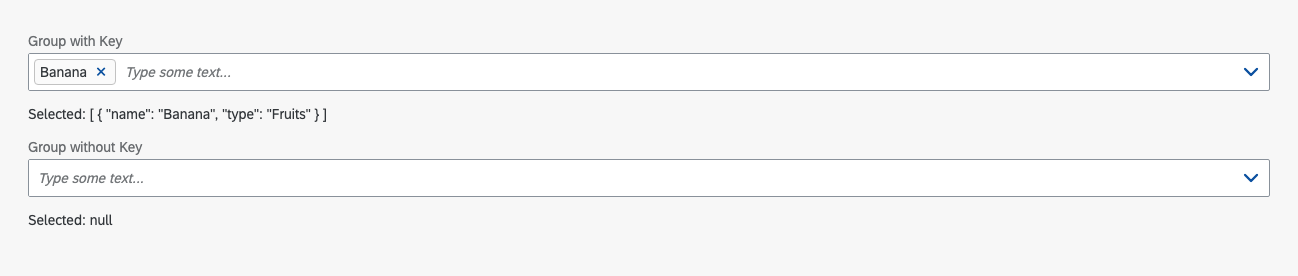 Group with Key
Banana Type some text...
Selected: [ { "name": "Banana", "type": "Fruits" } ]
Group without Key
Type some text...
Selected: null